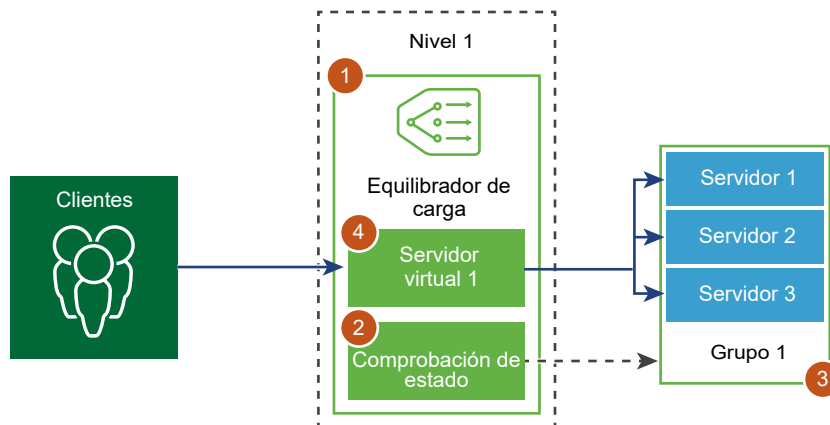 Nivel 1
1
Equilibrador de
carga
Clientes
4
Servidor
virtual 1
2
Comprobación de
estado
Servidor 1
Servidor 2
Servidor 3
Grupo 1
3